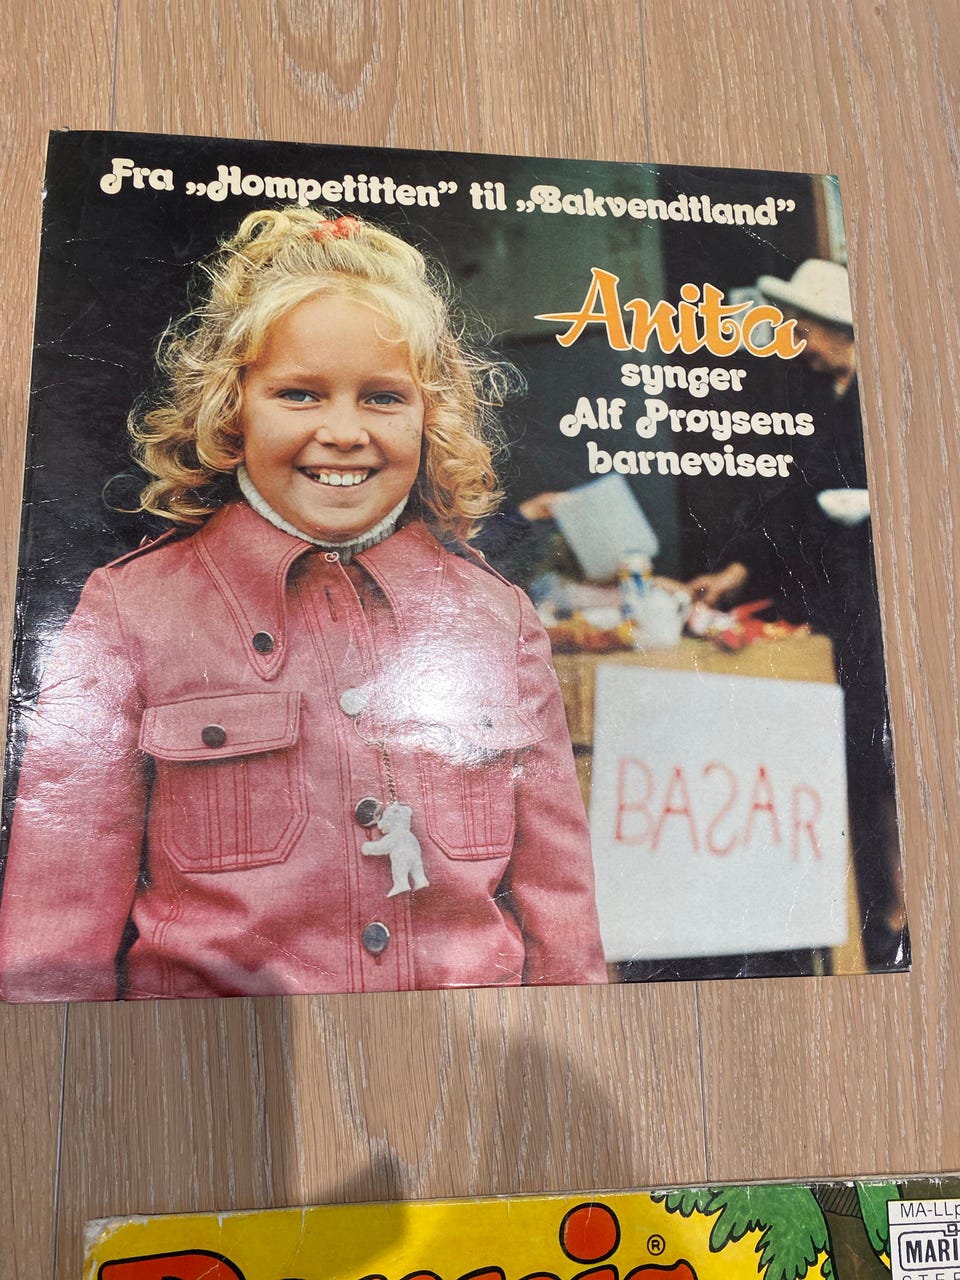 Fra „Hompetitten” til „Bakvendtland”
Anita
synger
Alf Prøysens
barneviser
BASAR
®
MA-LLp
MARI